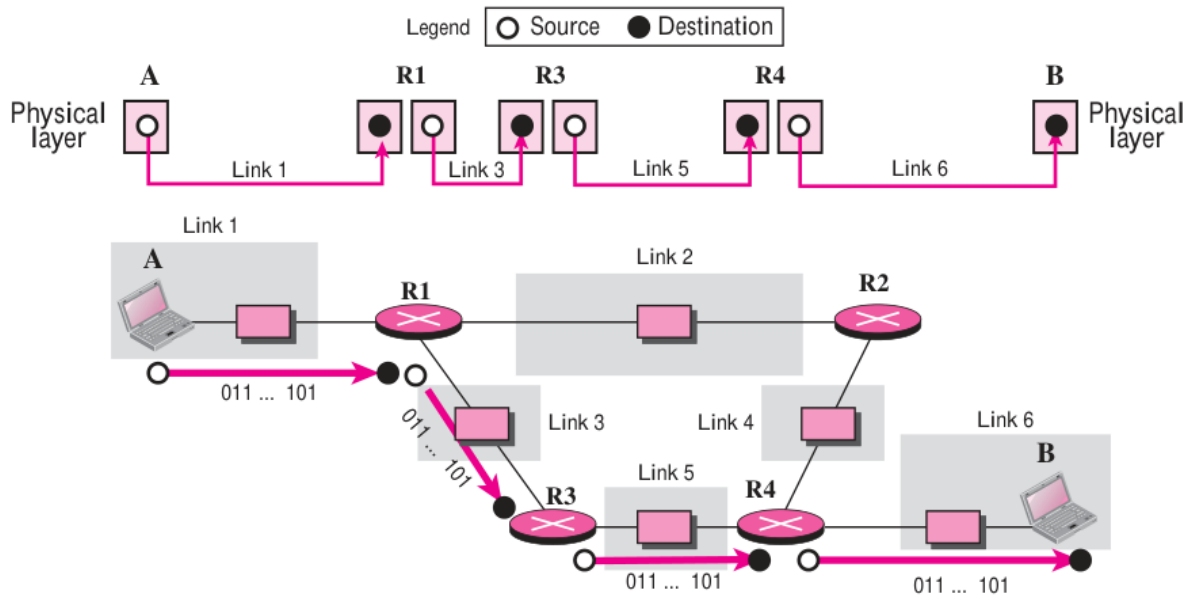 Legend Source Destination
A R1 R3 R4 B
Physical layer
Physical layer
Link 1 Link 3 Link 5 Link 6
Link 1
A
Link 2
R1
R2
011 ... 101
011 ... 101
Link 3
Link 4
Link 6
B
R3
Link 5
R4
011 ... 101
011 ... 101